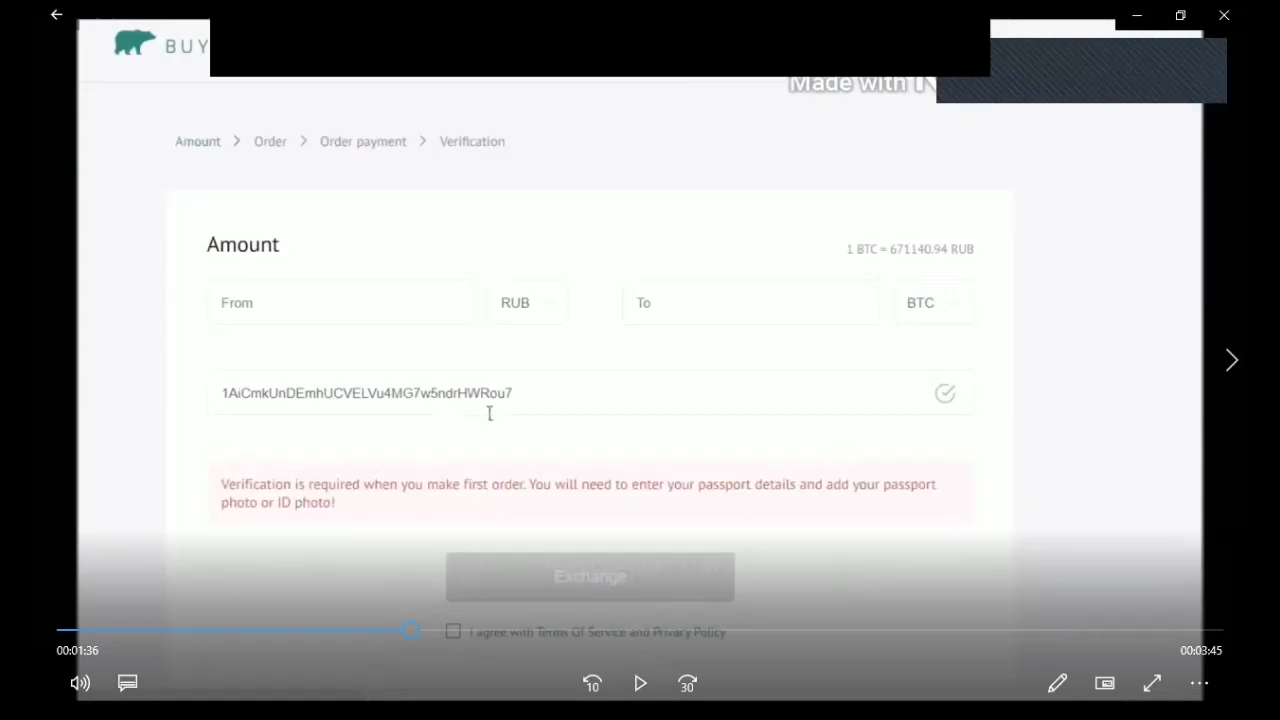 BUY
Made with
Amount > Order > Order payment > Verification
Amount
1 BTC = 671140.94 RUB
From
RUB
To
BTC
1AiCmkUnDEmhUCVELVu4MG7w5ndrHWRou7
Verification is required when you make first order. You will need to enter your passport details and add your passport
photo or ID photo!
Exchange
I agree with Terms Of Service and Privacy Policy
00:01:36
00:03:45
10
30